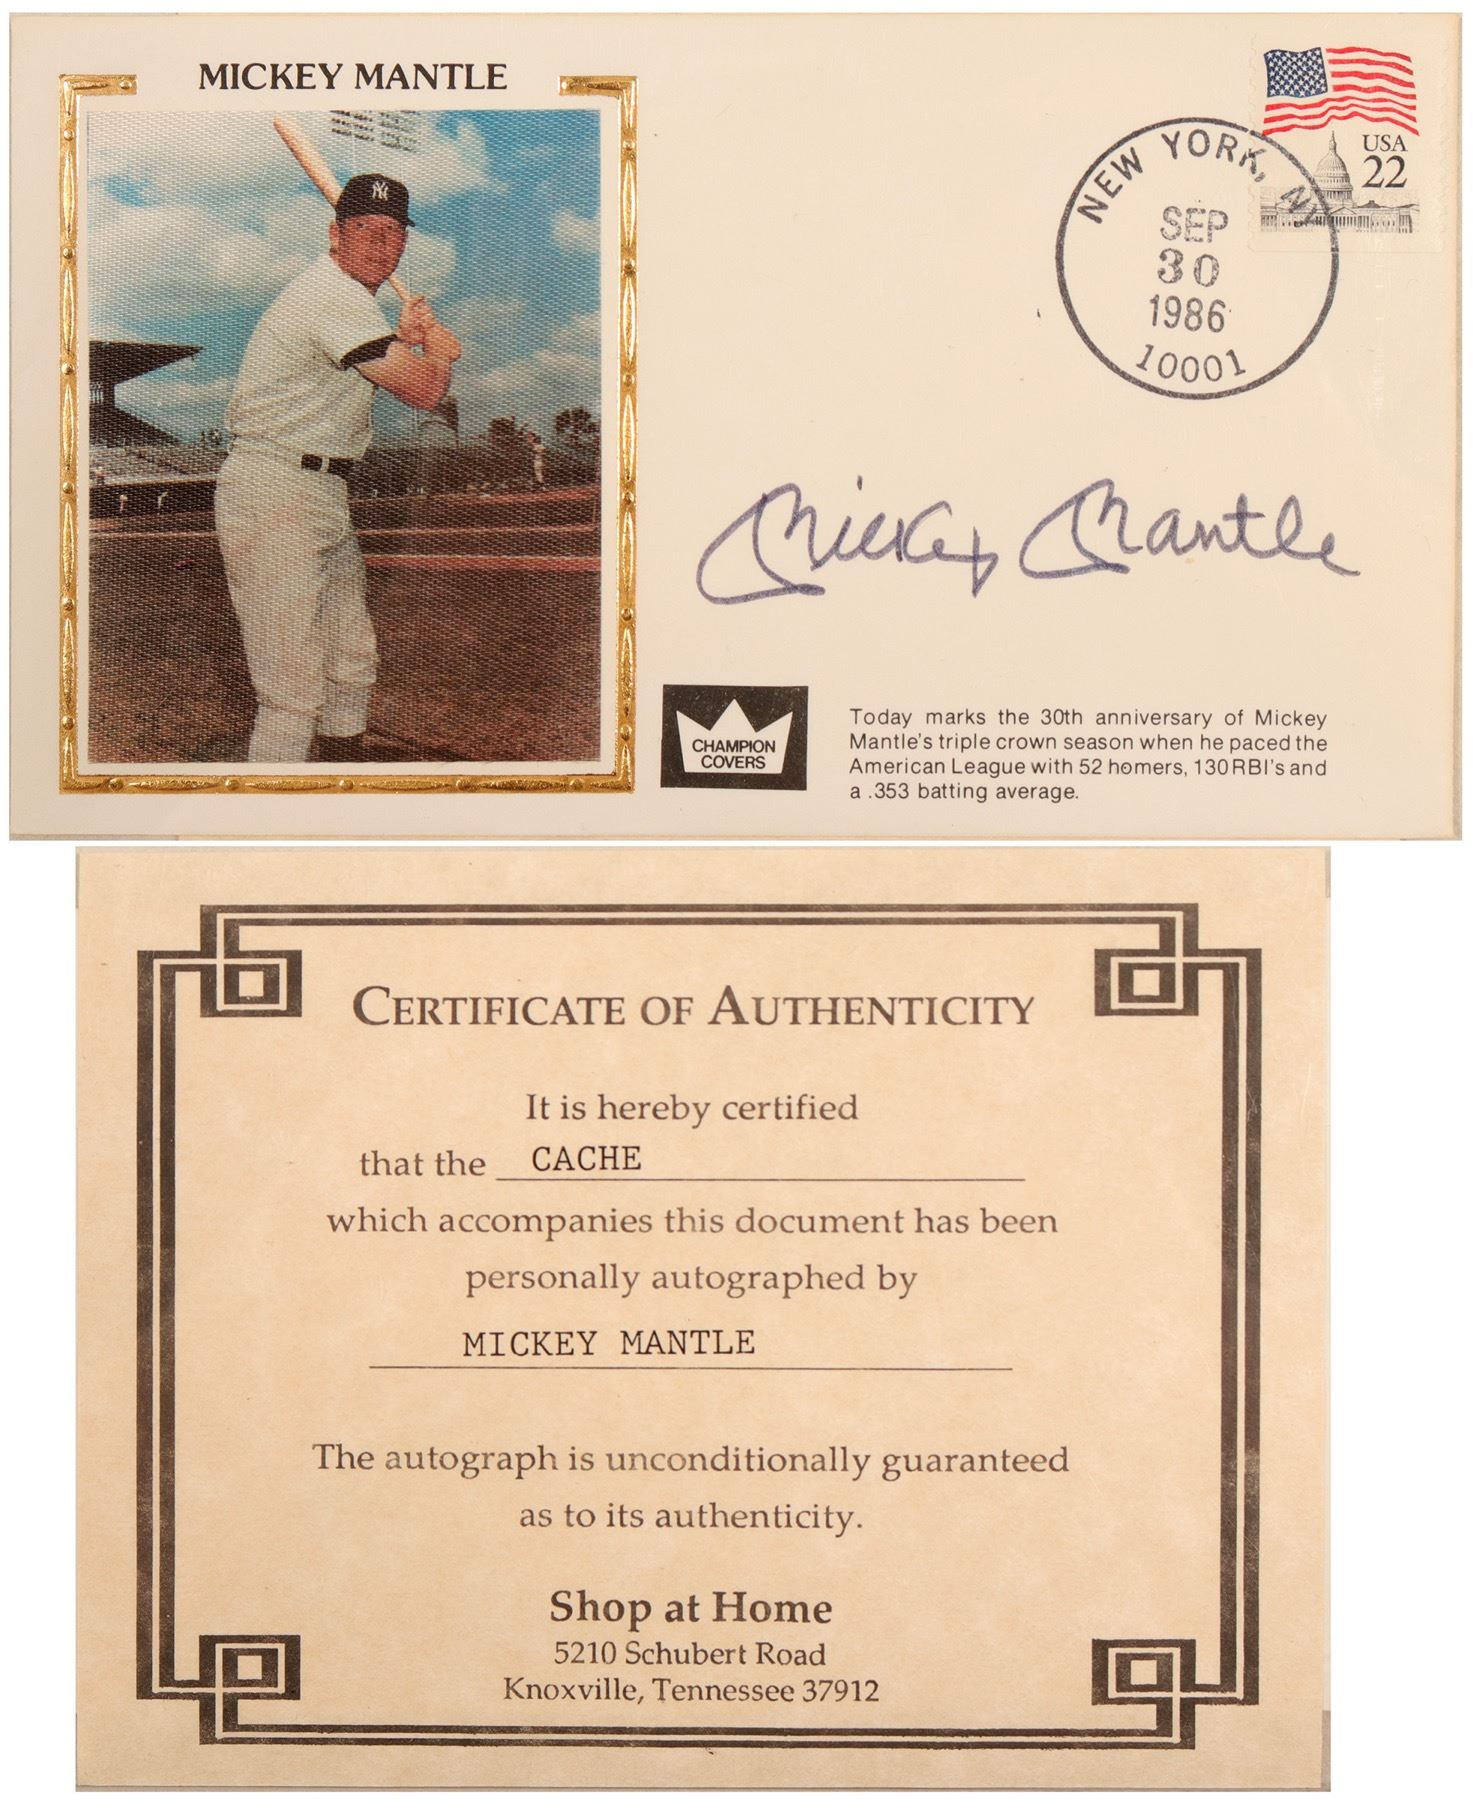 MICKEY MANTLE
NY
USA
22
NEW YORK, NY
SEP
30
1986
10001
Mickey Mantle
CHAMPION
COVERS
Today marks the 30th anniversary of Mickey
Mantle's triple crown season when he paced the
American League with 52 homers, 130 RBI's and
a .353 batting average.
CERTIFICATE OF AUTHENTICITY
It is hereby certified
that the CACHE
which accompanies this document has been
personally autographed by
MICKEY MANTLE
The autograph is unconditionally guaranteed
as to its authenticity.
Shop at Home
5210 Schubert Road
Knoxville, Tennessee 37912